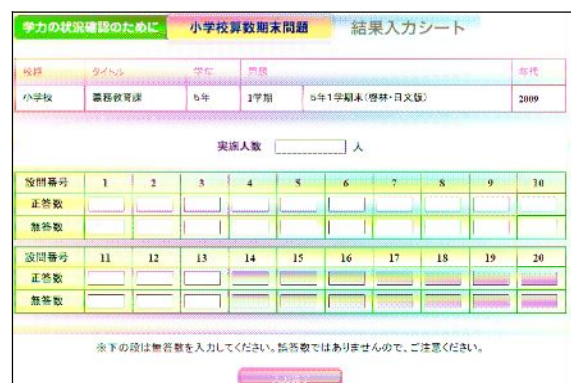 学力の状況確認のために 小学校算数期末問題 結果入力シート
校種 タイトル 学年 問題 年代
小学校 義務教育課 5年 1学期 5年1学期末(啓林・日文版) 2009
実施人数 人
設問番号 1 2 3 4 5 6 7 8 9 10
正答数
無答数
設問番号 11 12 13 14 15 16 17 18 19 20
正答数
無答数
※下の段は無答数を入力してください。誤答数ではありませんので、ご注意ください。